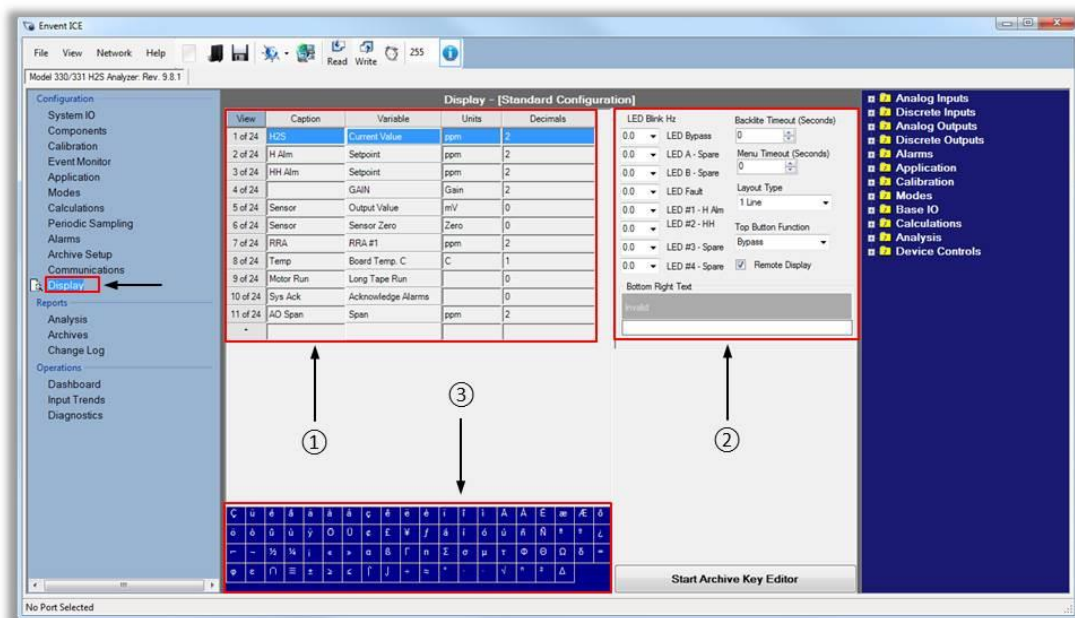 Envent ICE
File View Network Help Read Write 255
Model 330/331 H2S Analyzer: Rev. 9.8.1
Configuration
System IO
Components
Calibration
Event Monitor
Application
Modes
Calculations
Periodic Sampling
Alarms
Archive Setup
Communications
Display
Reports
Analysis
Archives
Change Log
Operations
Dashboard
Input Trends
Diagnostics
Display - [Standard Configuration]
View Caption Variable Units Decimals
1 of 24 H2S Current Value ppm 2
2 of 24 H Alm Setpoint ppm 2
3 of 24 HH Alm Setpoint ppm 2
4 of 24 GAIN Gain 2
5 of 24 Sensor Output Value mV 0
6 of 24 Sensor Sensor Zero Zero 0
7 of 24 RRA RRA #1 ppm 2
8 of 24 Temp Board Temp. C C 1
9 of 24 Motor Run Long Tape Run 0
10 of 24 Sys Ack Acknowledge Alarms 0
11 of 24 AO Span Span ppm 2
*
LED Blink Hz
0.0 LED Bypass
0.0 LED A - Spare
0.0 LED B - Spare
0.0 LED Fault
0.0 LED #1 - H Alm
0.0 LED #2 - HH
0.0 LED #3 - Spare
0.0 LED #4 - Spare
Backlite Timeout (Seconds)
0
Menu Timeout (Seconds)
0
Layout Type
1 Line
Top Button Function
Bypass
Remote Display
Bottom Right Text
Invalid
Analog Inputs
Discrete Inputs
Analog Outputs
Discrete Outputs
Alarms
Application
Calibration
Modes
Base IO
Calculations
Analysis
Device Controls
①
②
③
Start Archive Key Editor
No Port Selected